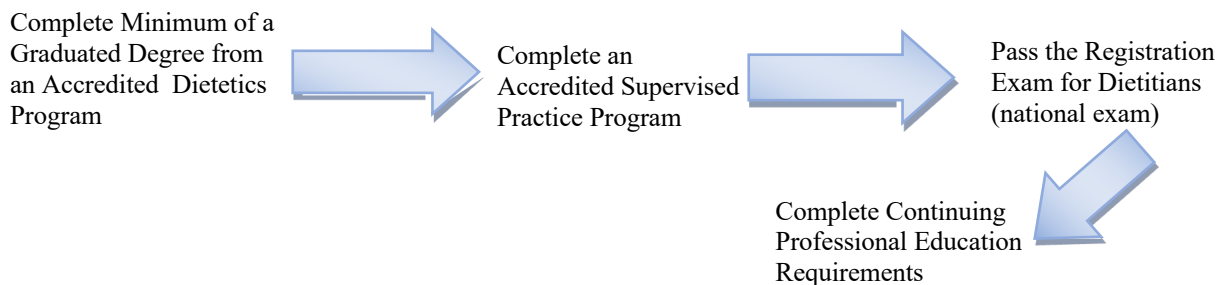 Complete Minimum of a
Graduated Degree from
an Accredited  Dietetics
Program
Complete an
Accredited Supervised
Practice Program
Pass the Registration
Exam for Dietitians
(national exam)
Complete Continuing
Professional Education
Requirements